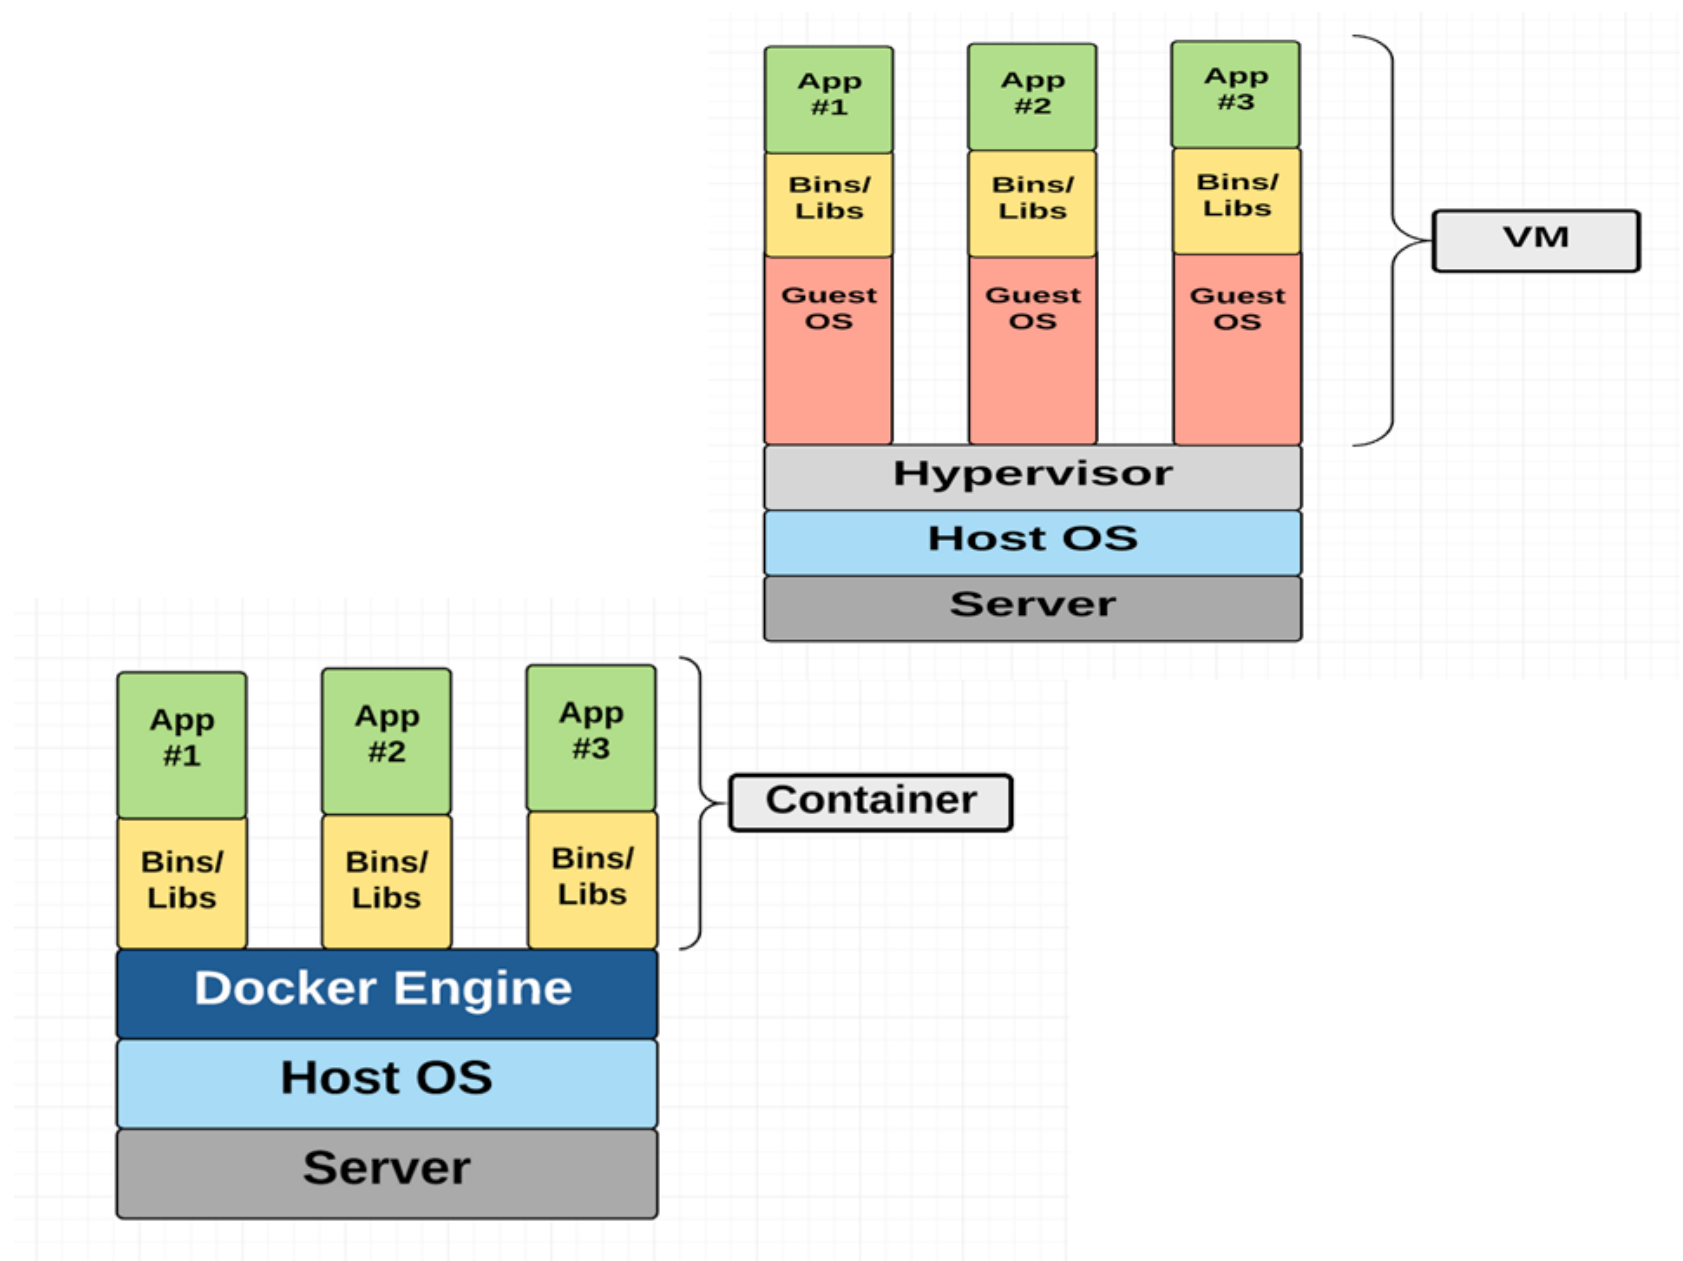 App
#1
App
#2
App
#3
Bins/
Libs
Bins/
Libs
Bins/
Libs
Guest
OS
Guest
OS
Guest
OS
VM
Hypervisor
Host OS
Server
App
#1
App
#2
App
#3
Bins/
Libs
Bins/
Libs
Bins/
Libs
Container
Docker Engine
Host OS
Server